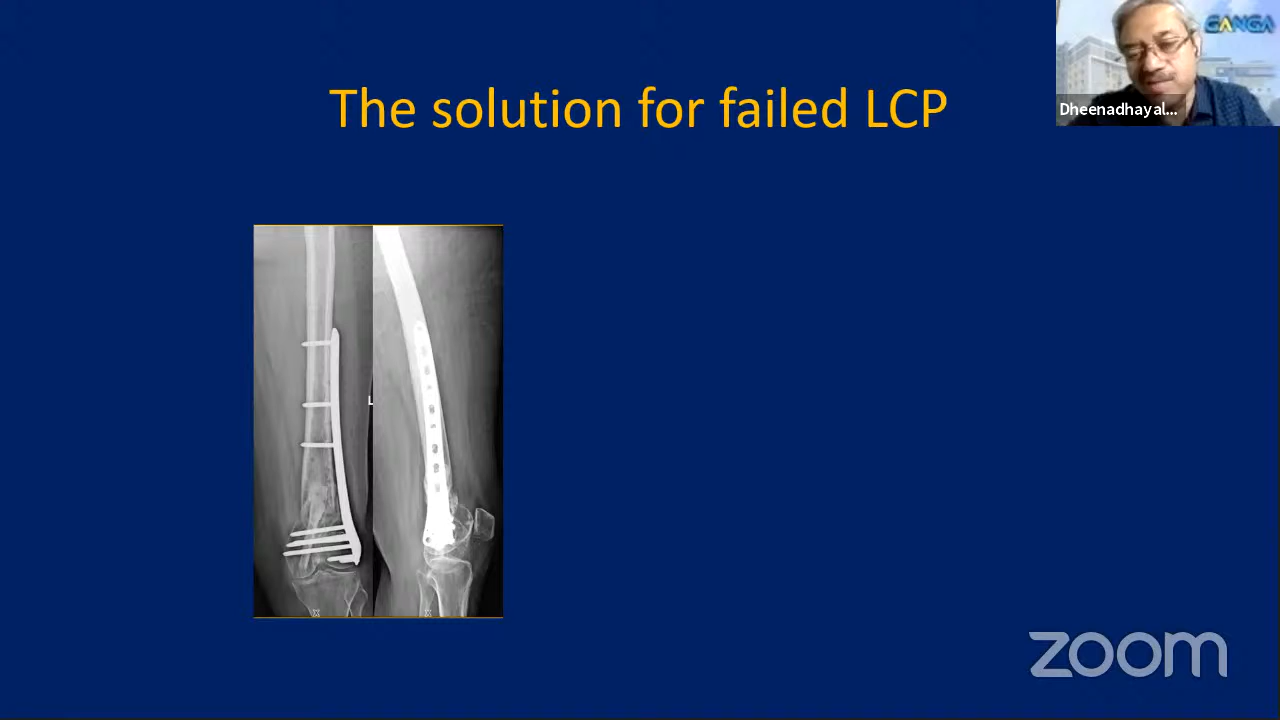 GANGA
Dheenadhayal...
The solution for failed LCP
L
X
X
zoom